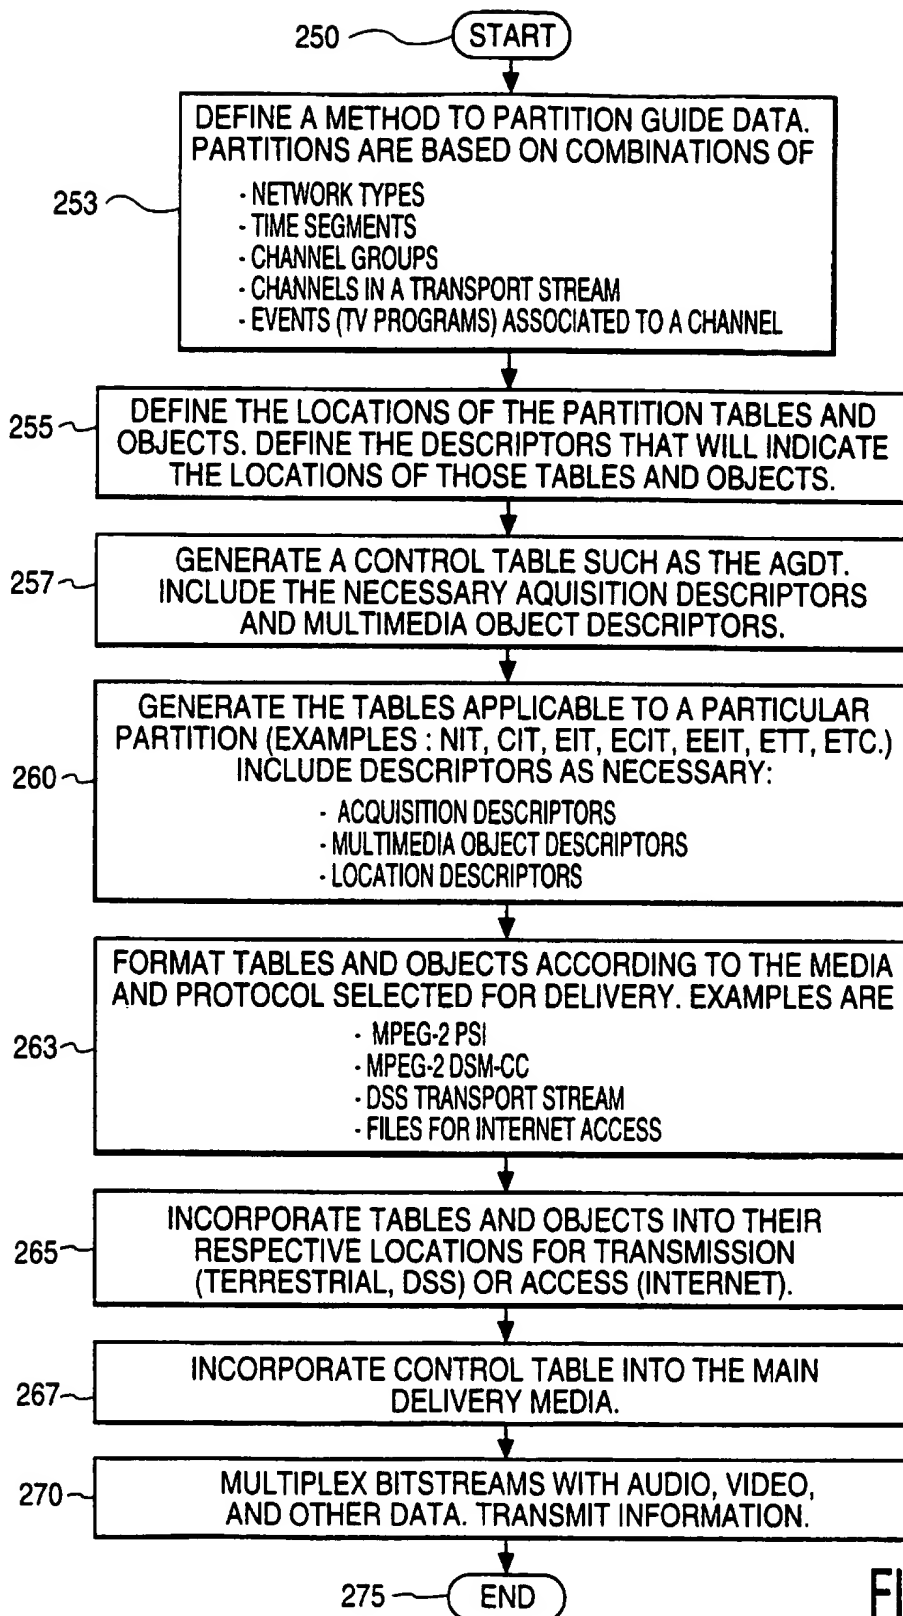 250 START
DEFINE A METHOD TO PARTITION GUIDE DATA.
PARTITIONS ARE BASED ON COMBINATIONS OF
253
- NETWORK TYPES
- TIME SEGMENTS
- CHANNEL GROUPS
- CHANNELS IN A TRANSPORT STREAM
- EVENTS (TV PROGRAMS) ASSOCIATED TO A CHANNEL
255
DEFINE THE LOCATIONS OF THE PARTITION TABLES AND
OBJECTS. DEFINE THE DESCRIPTORS THAT WILL INDICATE
THE LOCATIONS OF THOSE TABLES AND OBJECTS.
257
GENERATE A CONTROL TABLE SUCH AS THE AGDT.
INCLUDE THE NECESSARY AQUISITION DESCRIPTORS
AND MULTIMEDIA OBJECT DESCRIPTORS.
260
GENERATE THE TABLES APPLICABLE TO A PARTICULAR
PARTITION (EXAMPLES : NIT, CIT, EIT, ECIT, EEIT, ETT, ETC.)
INCLUDE DESCRIPTORS AS NECESSARY:
- ACQUISITION DESCRIPTORS
- MULTIMEDIA OBJECT DESCRIPTORS
- LOCATION DESCRIPTORS
263
FORMAT TABLES AND OBJECTS ACCORDING TO THE MEDIA
AND PROTOCOL SELECTED FOR DELIVERY. EXAMPLES ARE
- MPEG-2 PSI
- MPEG-2 DSM-CC
- DSS TRANSPORT STREAM
- FILES FOR INTERNET ACCESS
265
INCORPORATE TABLES AND OBJECTS INTO THEIR
RESPECTIVE LOCATIONS FOR TRANSMISSION
(TERRESTRIAL, DSS) OR ACCESS (INTERNET).
267
INCORPORATE CONTROL TABLE INTO THE MAIN
DELIVERY MEDIA.
270
MULTIPLEX BITSTREAMS WITH AUDIO, VIDEO,
AND OTHER DATA. TRANSMIT INFORMATION.
275 END